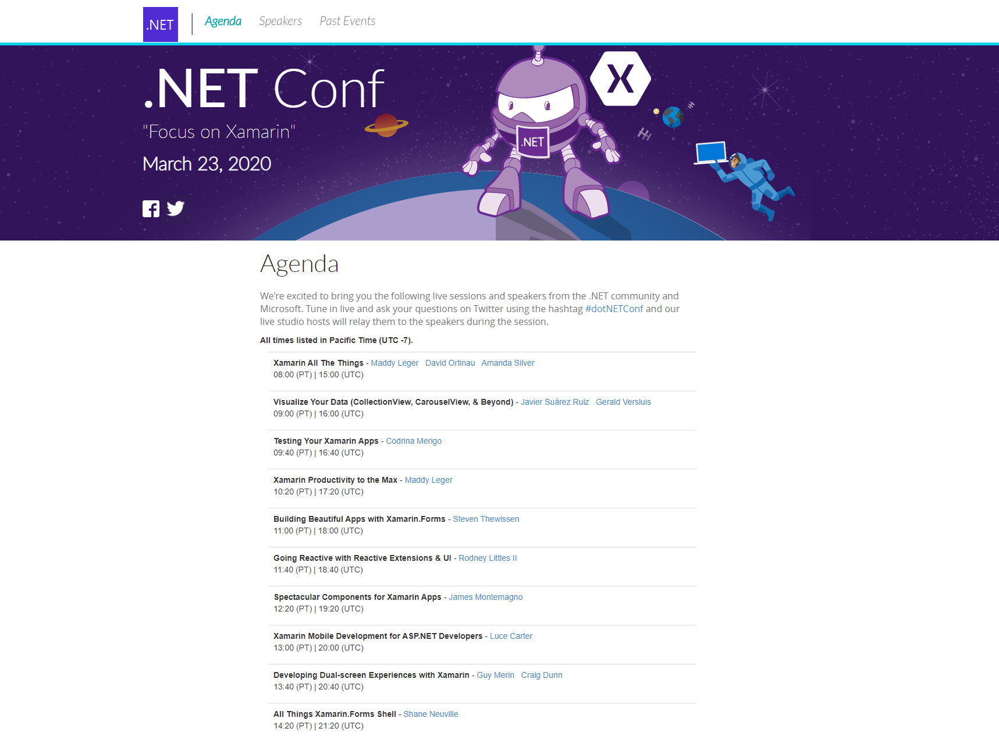 .NET
Agenda Speakers Past Events
.NET Conf
"Focus on Xamarin"
March 23, 2020
X
.NET
Agenda
We're excited to bring you the following live sessions and speakers from the .NET community and
Microsoft. Tune in live and ask your questions on Twitter using the hashtag #dotNETConf and our
live studio hosts will relay them to the speakers during the session.
All times listed in Pacific Time (UTC -7).
Xamarin All The Things - Maddy Leger David Ortinau Amanda Silver
08:00 (PT) | 15:00 (UTC)
Visualize Your Data (CollectionView, CarouselView, & Beyond) - Javier Suárez Ruiz Gerald Versluis
09:00 (PT) | 16:00 (UTC)
Testing Your Xamarin Apps - Codrina Merigo
09:40 (PT) | 16:40 (UTC)
Xamarin Productivity to the Max - Maddy Leger
10:20 (PT) | 17:20 (UTC)
Building Beautiful Apps with Xamarin.Forms - Steven Thewissen
11:00 (PT) | 18:00 (UTC)
Going Reactive with Reactive Extensions & UI - Rodney Littles II
11:40 (PT) | 18:40 (UTC)
Spectacular Components for Xamarin Apps - James Montemagno
12:20 (PT) | 19:20 (UTC)
Xamarin Mobile Development for ASP.NET Developers - Luce Carter
13:00 (PT) | 20:00 (UTC)
Developing Dual-screen Experiences with Xamarin - Guy Merin Craig Dunn
13:40 (PT) | 20:40 (UTC)
All Things Xamarin.Forms Shell - Shane Neuville
14:20 (PT) | 21:20 (UTC)